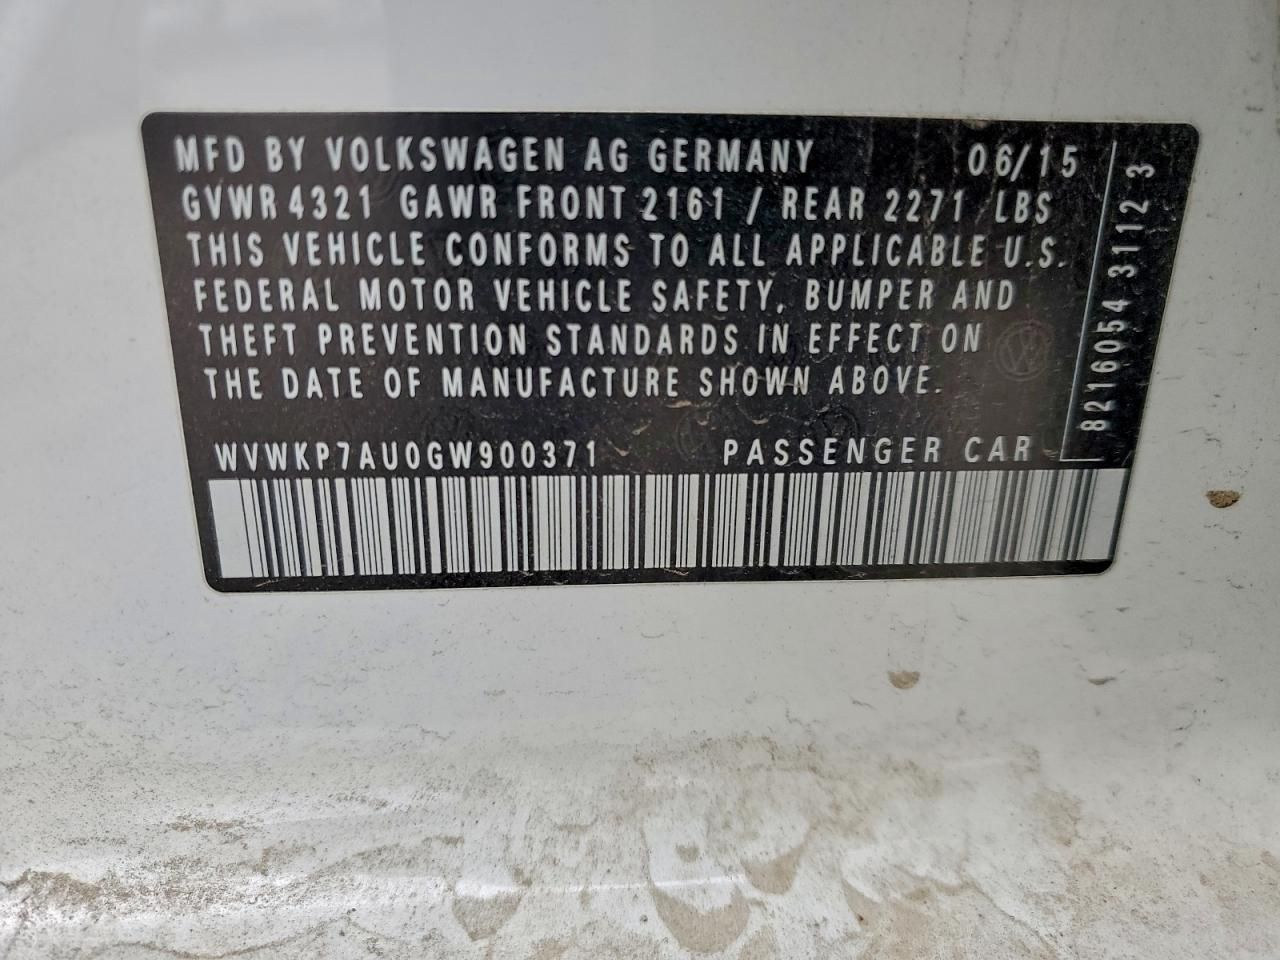 MFD BY VOLKSWAGEN AG GERMANY 06/15
GVWR 4321 GAWR FRONT 2161 / REAR 2271 LBS
THIS VEHICLE CONFORMS TO ALL APPLICABLE U.S.
FEDERAL MOTOR VEHICLE SAFETY, BUMPER AND
THEFT PREVENTION STANDARDS IN EFFECT ON
THE DATE OF MANUFACTURE SHOWN ABOVE.
WVWKP7AU0GW900371 PASSENGER CAR
8216054 3112 3